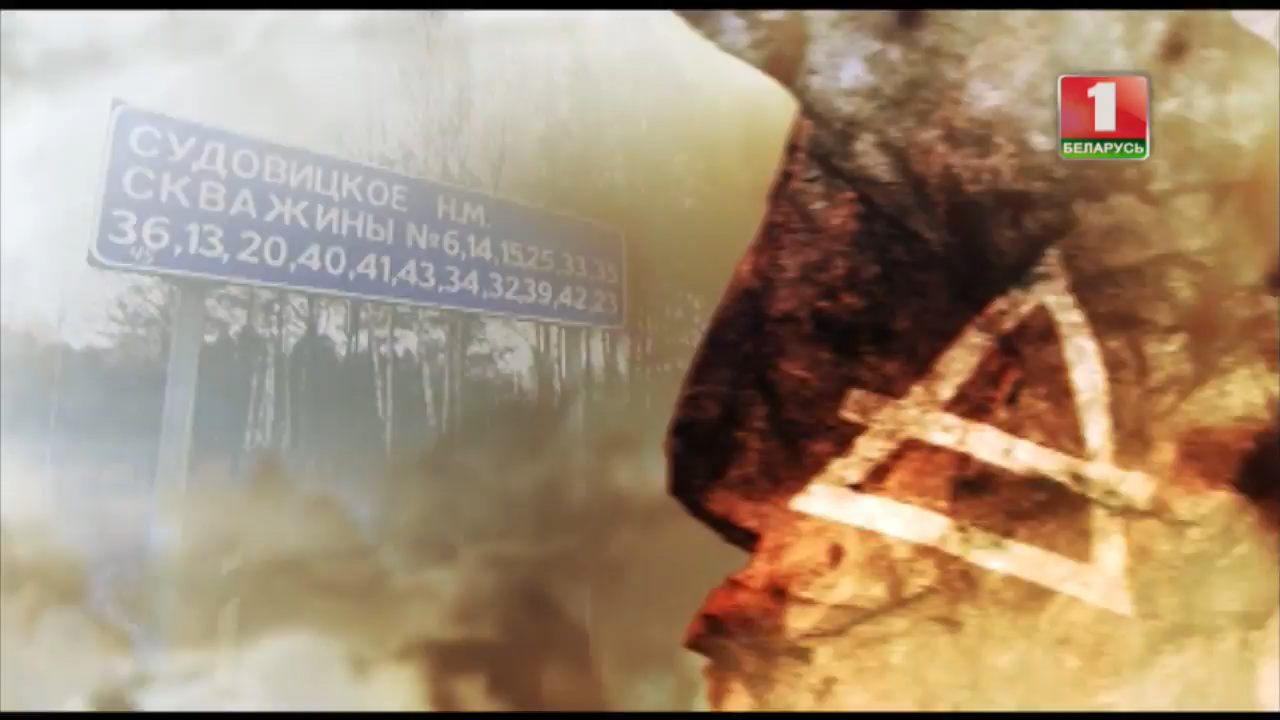 СУДОВИЦКОЕ Н.М.
СКВАЖИНЫ №6,14,15,25,33,35
36,13,20,40,41,43,34,32,39,42,23
45
1
БЕЛАРУСЬ